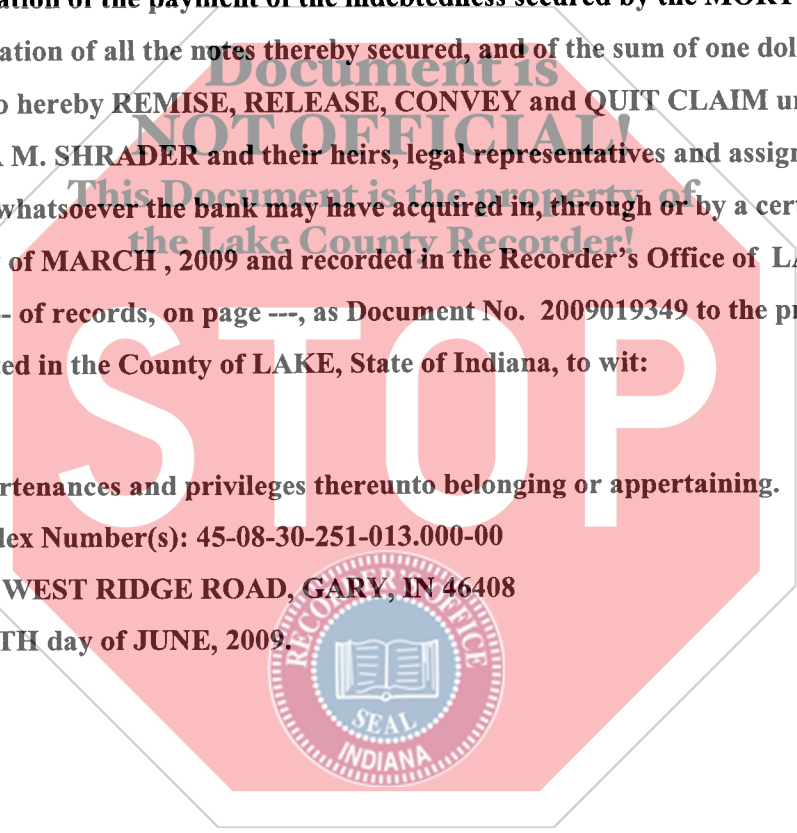 ation of the payment of the indebtedness secured by the MORT
ation of all the notes thereby secured, and of the sum of one dol
Document is
o hereby REMISE, RELEASE, CONVEY and QUIT CLAIM un
NOT OFFICIAL!
M. SHRADER and their heirs, legal representatives and assign
This Document is the property of
whatsoever the bank may have acquired in, through or by a cert
the Lake County Recorder!
of MARCH , 2009 and recorded in the Recorder's Office of LA
- of records, on page ---, as Document No. 2009019349 to the pr
ed in the County of LAKE, State of Indiana, to wit:
STOP
rtenances and privileges thereunto belonging or appertaining.
lex Number(s): 45-08-30-251-013.000-00
WEST RIDGE ROAD, GARY, IN 46408
TH day of JUNE, 2009.
RECORDER'S OFFICE
SEAL
INDIANA